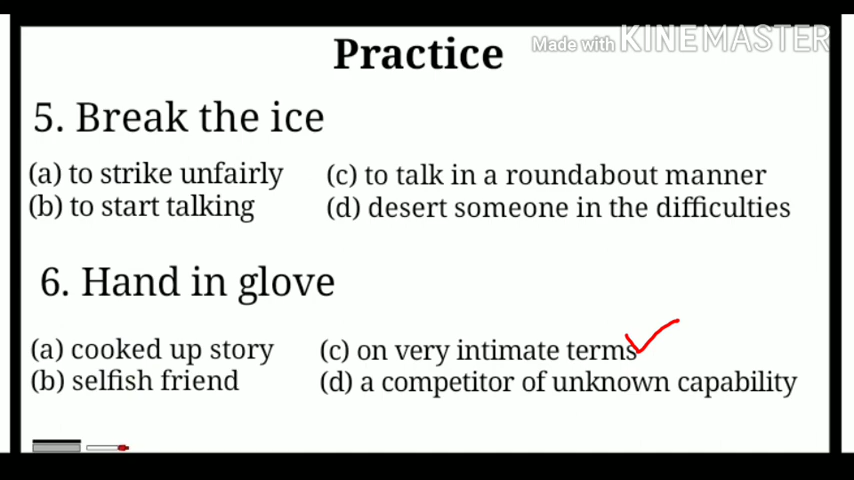 Practice
Made with KINEMASTER
5. Break the ice
(a) to strike unfairly (c) to talk in a roundabout manner
(b) to start talking (d) desert someone in the difficulties
6. Hand in glove
(a) cooked up story (c) on very intimate terms
(b) selfish friend (d) a competitor of unknown capability